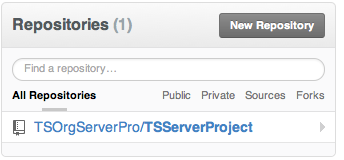 Repositories (1)
New Repository
Find a repository...
All Repositories
Public
Private
Sources
Forks
TSOrgServerPro/TSServerProject